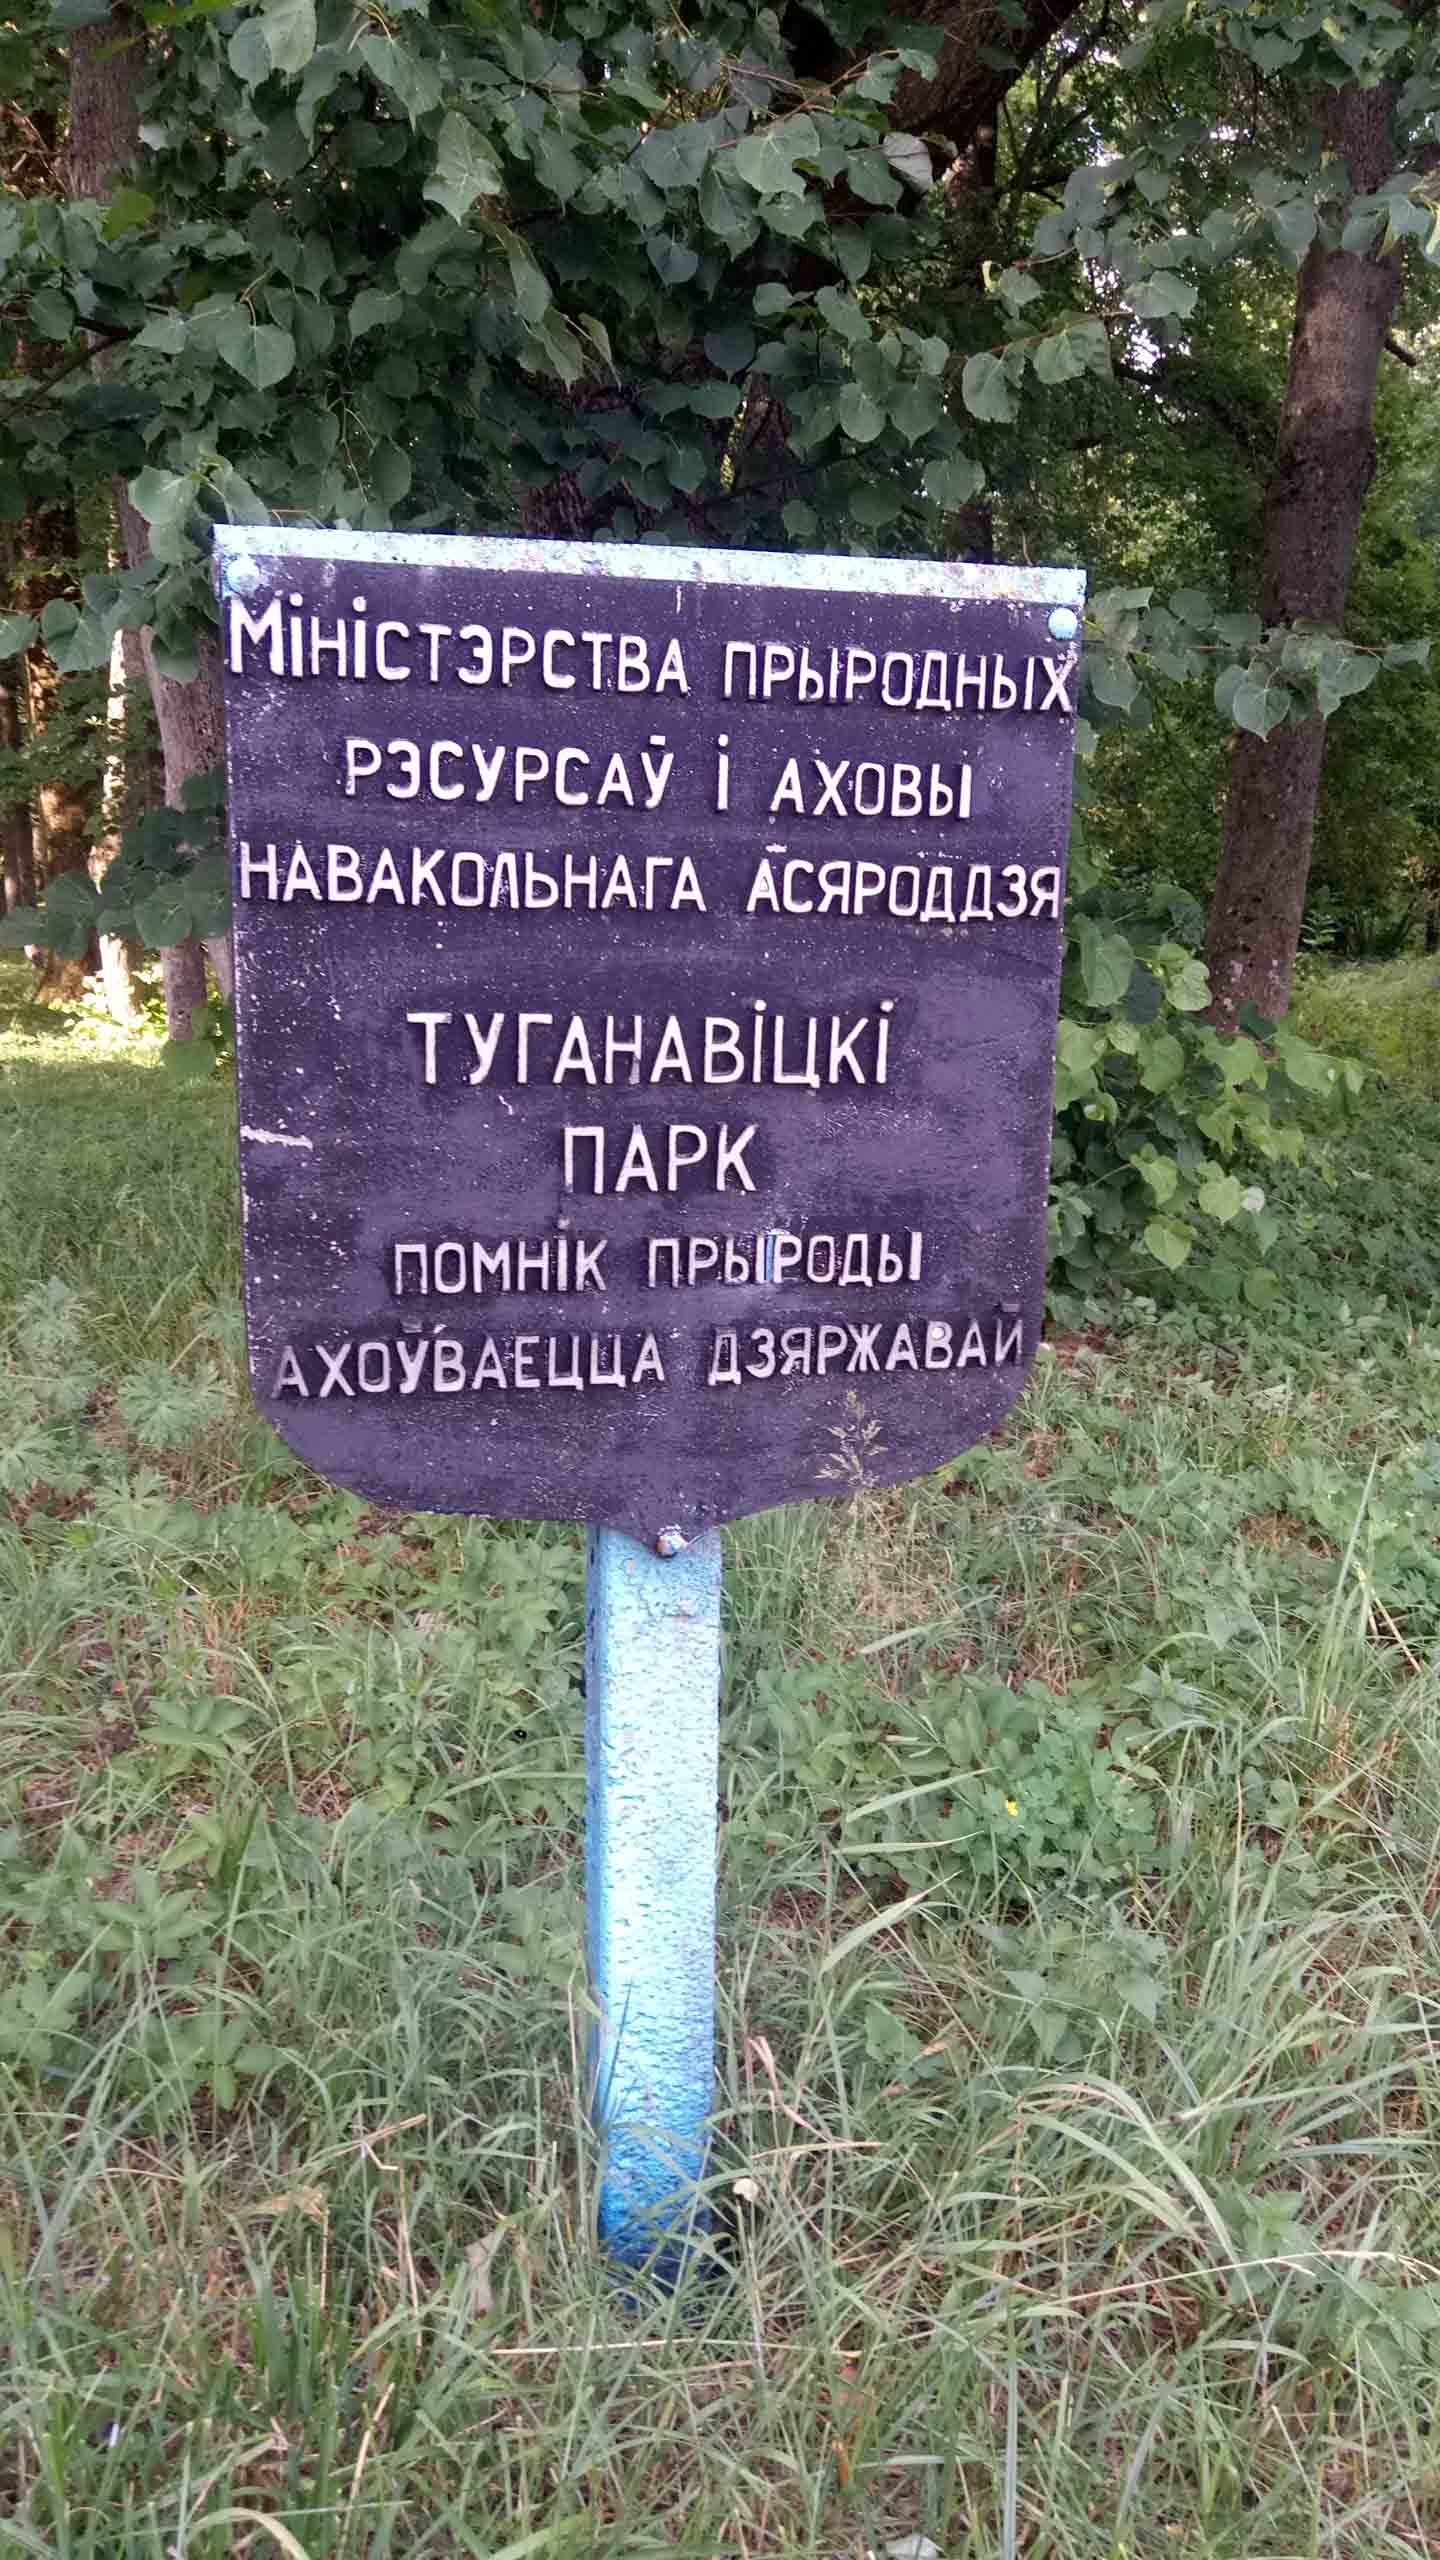 Міністэрства прыродных
рэсурсаў і аховы
навакольнага асяроддзя
Туганавіцкі
парк
помнік прыроды
ахоўваецца дзяржавай